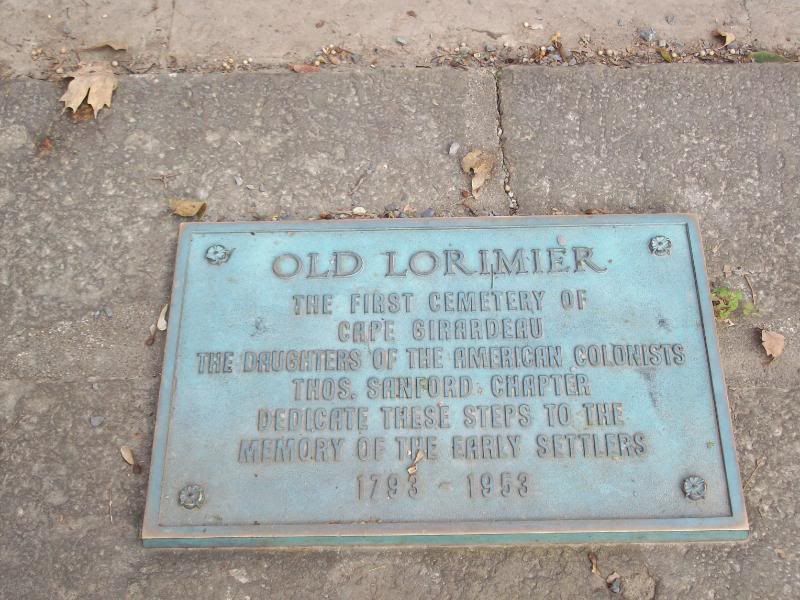 OLD LORIMIER
THE FIRST CEMETERY OF
CAPE GIRARDEAU
THE DAUGHTERS OF THE AMERICAN COLONISTS
THOS. SANFORD CHAPTER
DEDICATE THESE STEPS TO THE
MEMORY OF THE EARLY SETTLERS
1793 - 1953